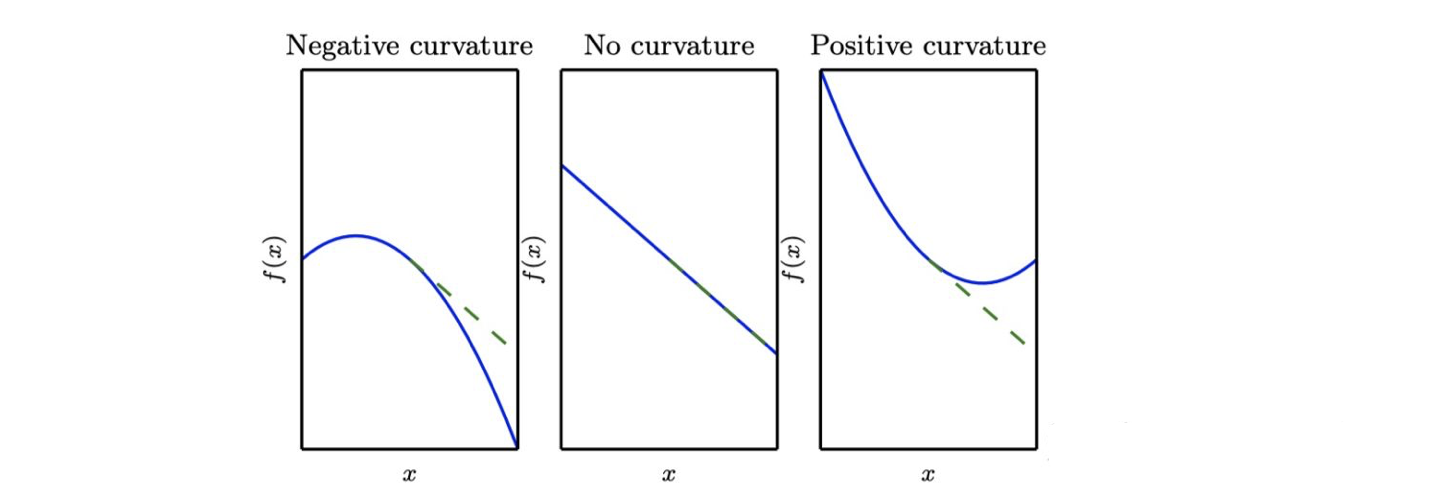 Negative curvature
No curvature
Positive curvature
f(x)
f(x)
f(x)
x
x
x